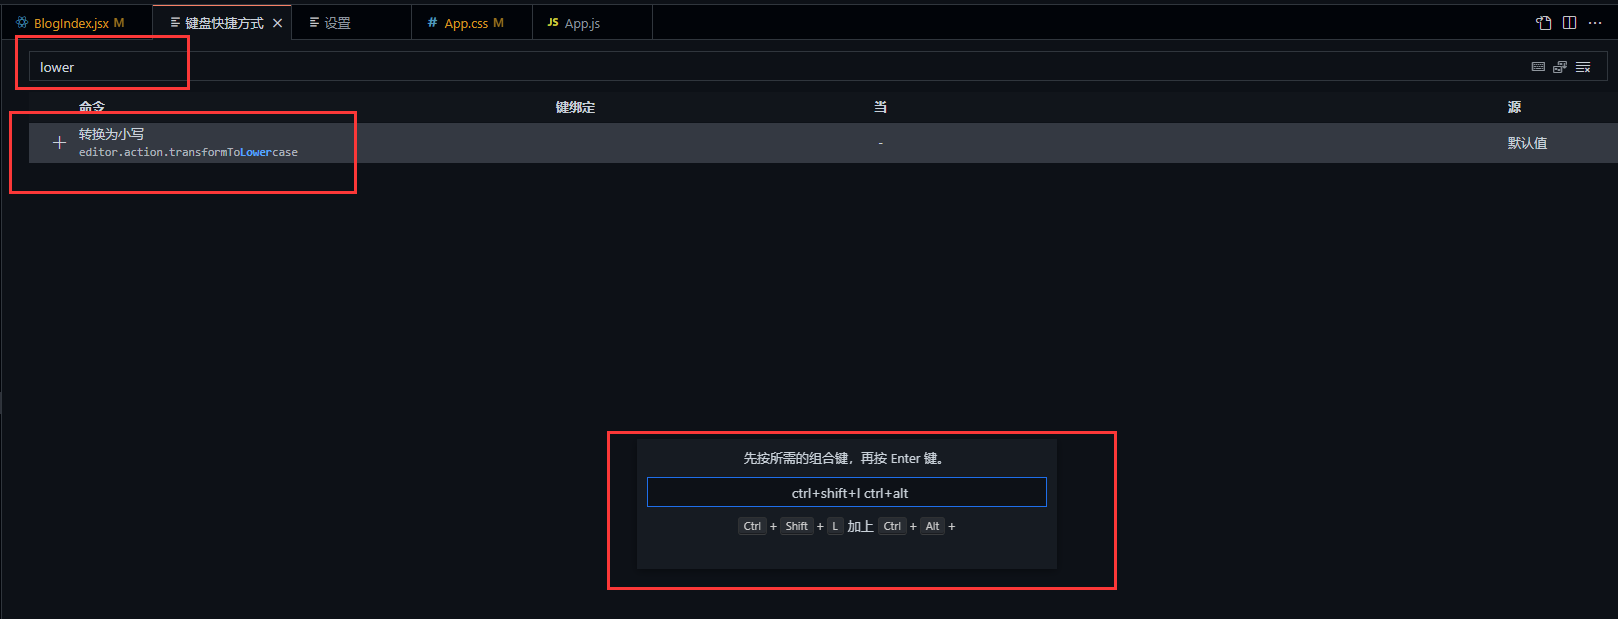 BlogIndex.jsx M 键盘快捷方式 设置 # App.css M JS App.js
lower
命令 键绑定 当 源
转换为小写
editor.action.transformToLowercase - 默认值
先按所需的组合键，再按 Enter 键。
ctrl+shift+l ctrl+alt
Ctrl + Shift + L 加上 Ctrl + Alt +